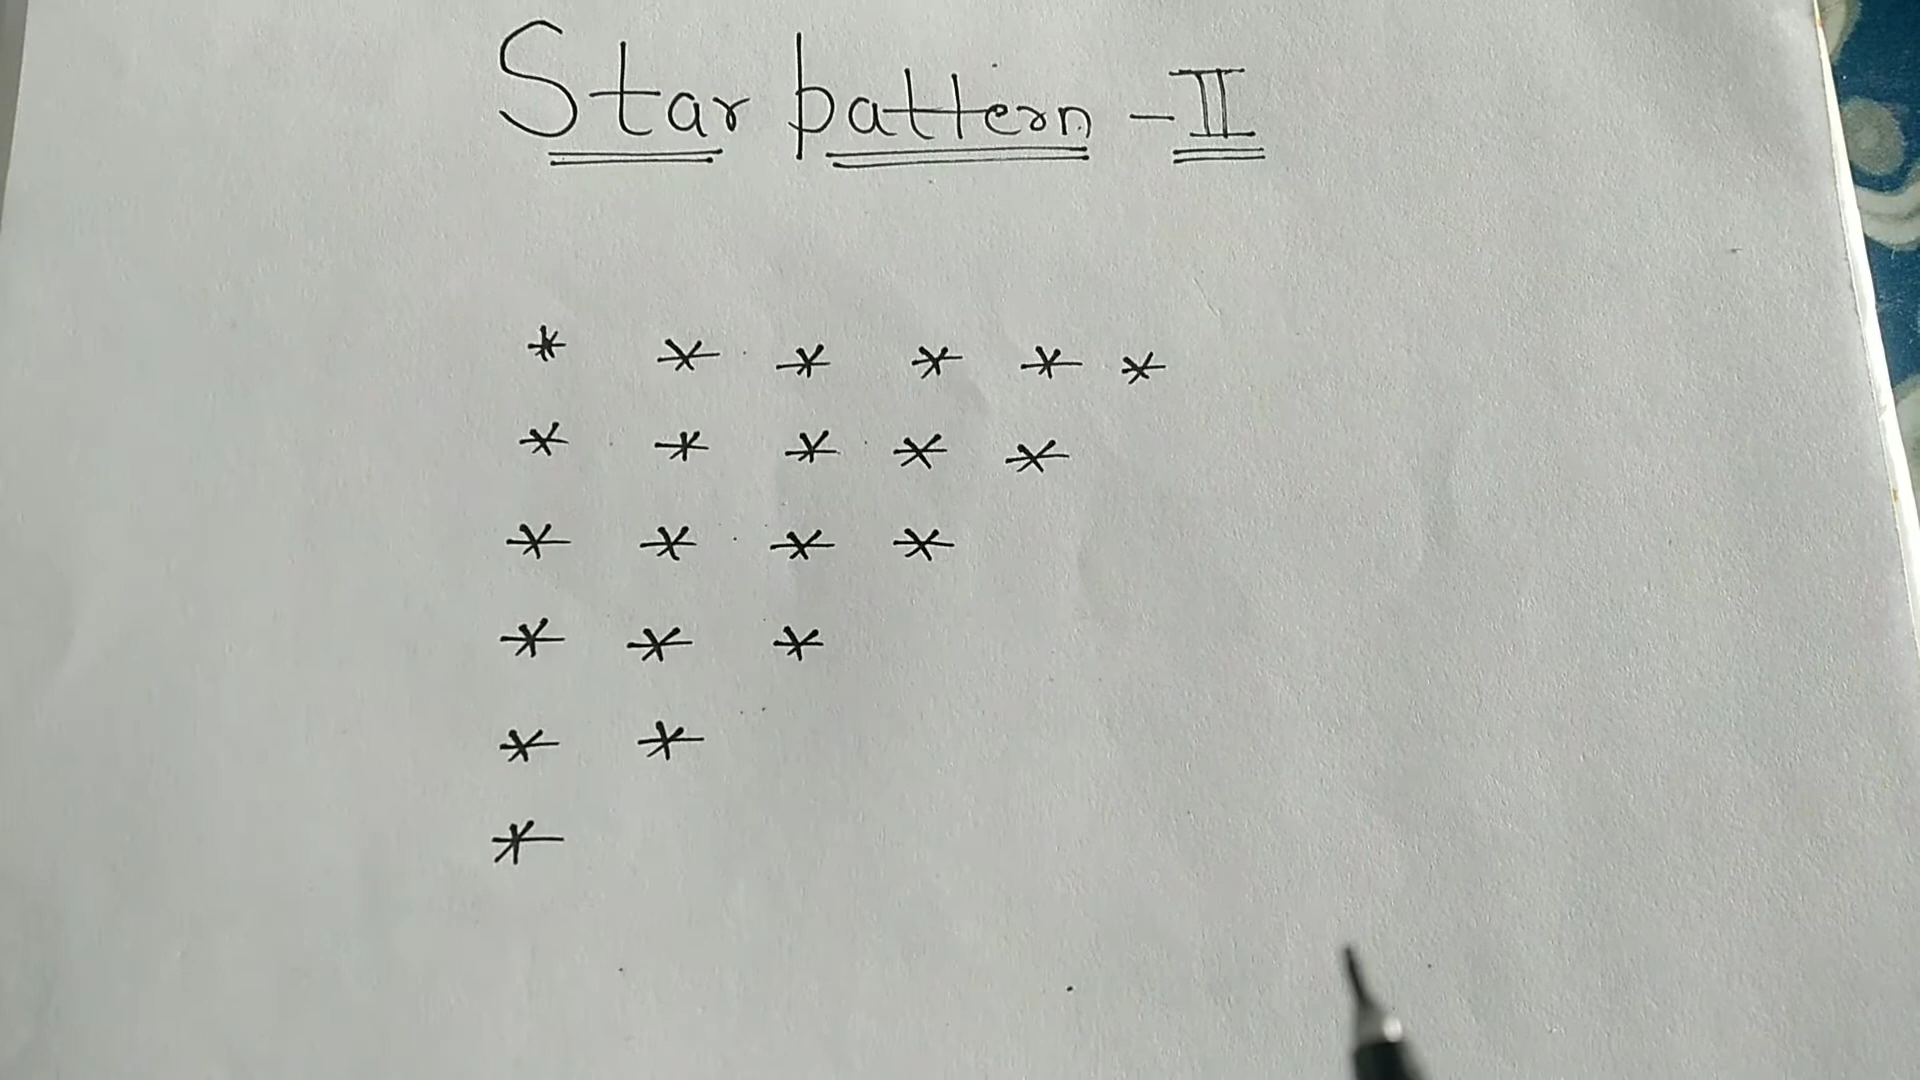 Star pattern - II
* * * * * *
* * * * *
* * * *
* * *
* *
*